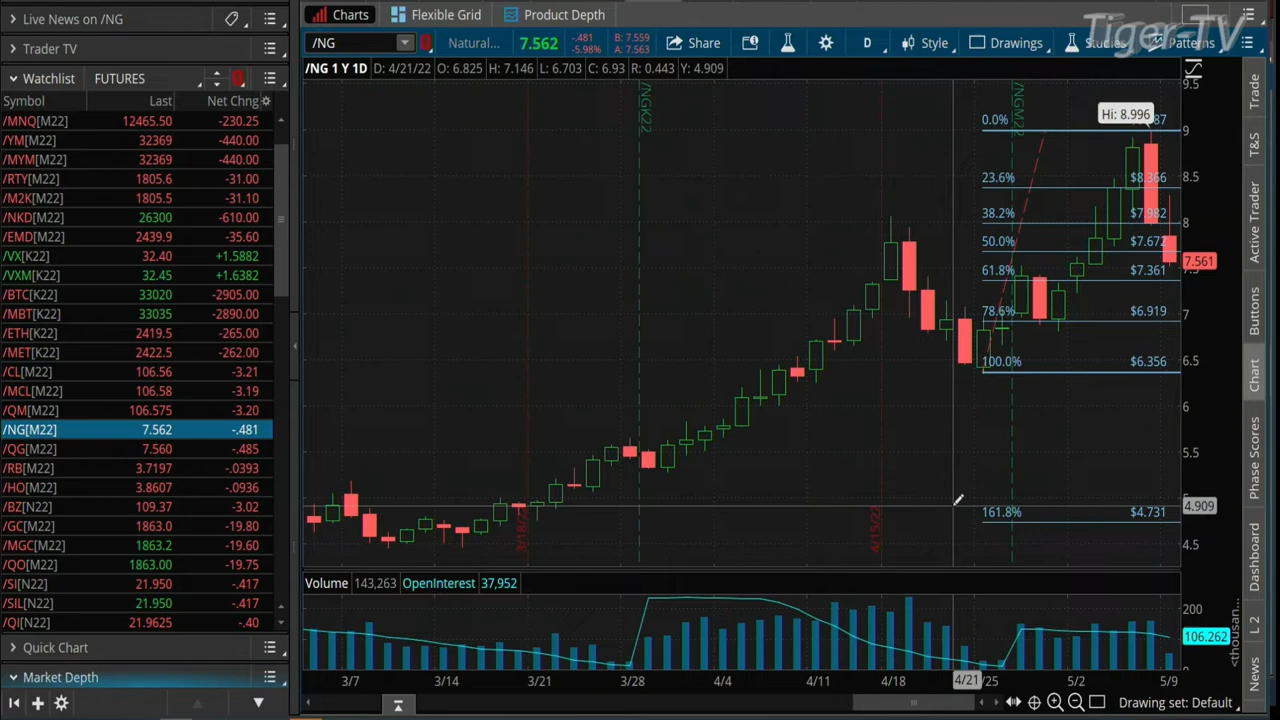 Live News on /NG
Trader TV
Watchlist FUTURES
Symbol Last Net Chng
/MNQ[M22] 12465.50 -230.25
/YM[M22] 32369 -440.00
/MYM[M22] 32369 -440.00
/RTY[M22] 1805.6 -31.00
/M2K[M22] 1805.5 -31.10
/NKD[M22] 26300 -610.00
/EMD[M22] 2439.9 -35.60
/VX[K22] 32.40 +1.5882
/VXM[K22] 32.45 +1.6382
/BTC[K22] 33020 -2905.00
/MBT[K22] 33035 -2890.00
/ETH[K22] 2419.5 -265.00
/MET[K22] 2422.5 -262.00
/CL[M22] 106.56 -3.21
/MCL[M22] 106.58 -3.19
/QM[M22] 106.575 -3.20
/NG[M22] 7.562 -.481
/QG[M22] 7.560 -.485
/RB[M22] 3.7197 -.0393
/HO[M22] 3.8607 -.0936
/BZ[N22] 109.37 -3.02
/GC[M22] 1863.0 -19.80
/MGC[M22] 1863.2 -19.60
/QO[M22] 1863.00 -19.75
/SI[N22] 21.950 -.417
/SIL[N22] 21.950 -.417
/QI[N22] 21.9625 -.40
Quick Chart
Market Depth
Charts Flexible Grid Product Depth
Tiger-TV
/NG Natural... 7.562 -.481 -5.98% B: 7.559 A: 7.563 Share D Style Drawings Studies Patterns
/NG 1 Y 1D D: 4/21/22 O: 6.825 H: 7.146 L: 6.703 C: 6.93 R: 0.443 Y: 4.909
/NGK22
/NGM22
3/18/2
4/15/22
Hi: 8.996
0.0%
23.6% $8.366
38.2% $7.982
50.0% $7.672
61.8% $7.361
78.6% $6.919
100.0% $6.356
161.8% $4.731
9.5
9
8.5
8
7.561
7
6.5
6
5.5
4.909
4.5
Volume 143,263 OpenInterest 37,952
200
106.262
0
<thousan...
3/7 3/14 3/21 3/28 4/4 4/11 4/18 4/21 4/25 5/2 5/9
Drawing set: Default
Trade
T&S
Active Trader
Buttons
Chart
Phase Scores
Dashboard
L 2
News